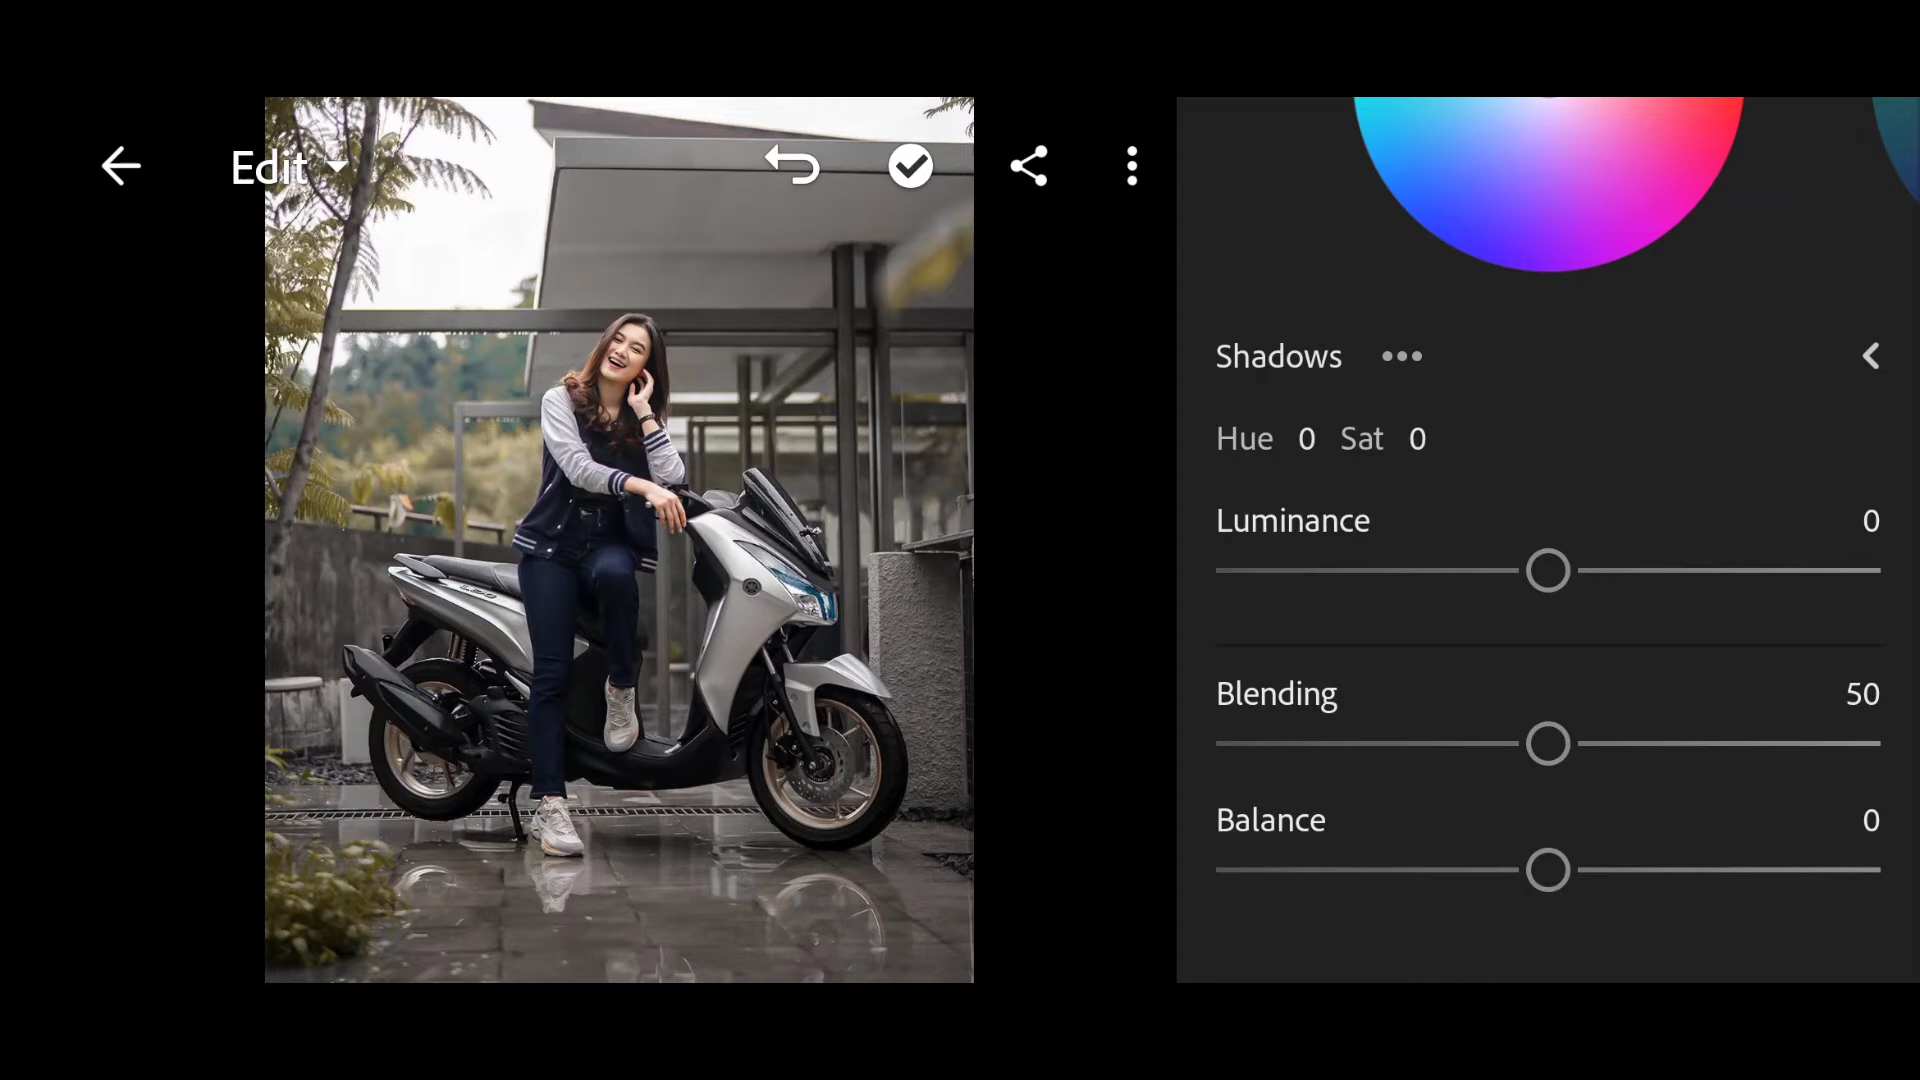 Edit
Shadows
Hue 0 Sat 0
Luminance 0
Blending 50
Balance 0